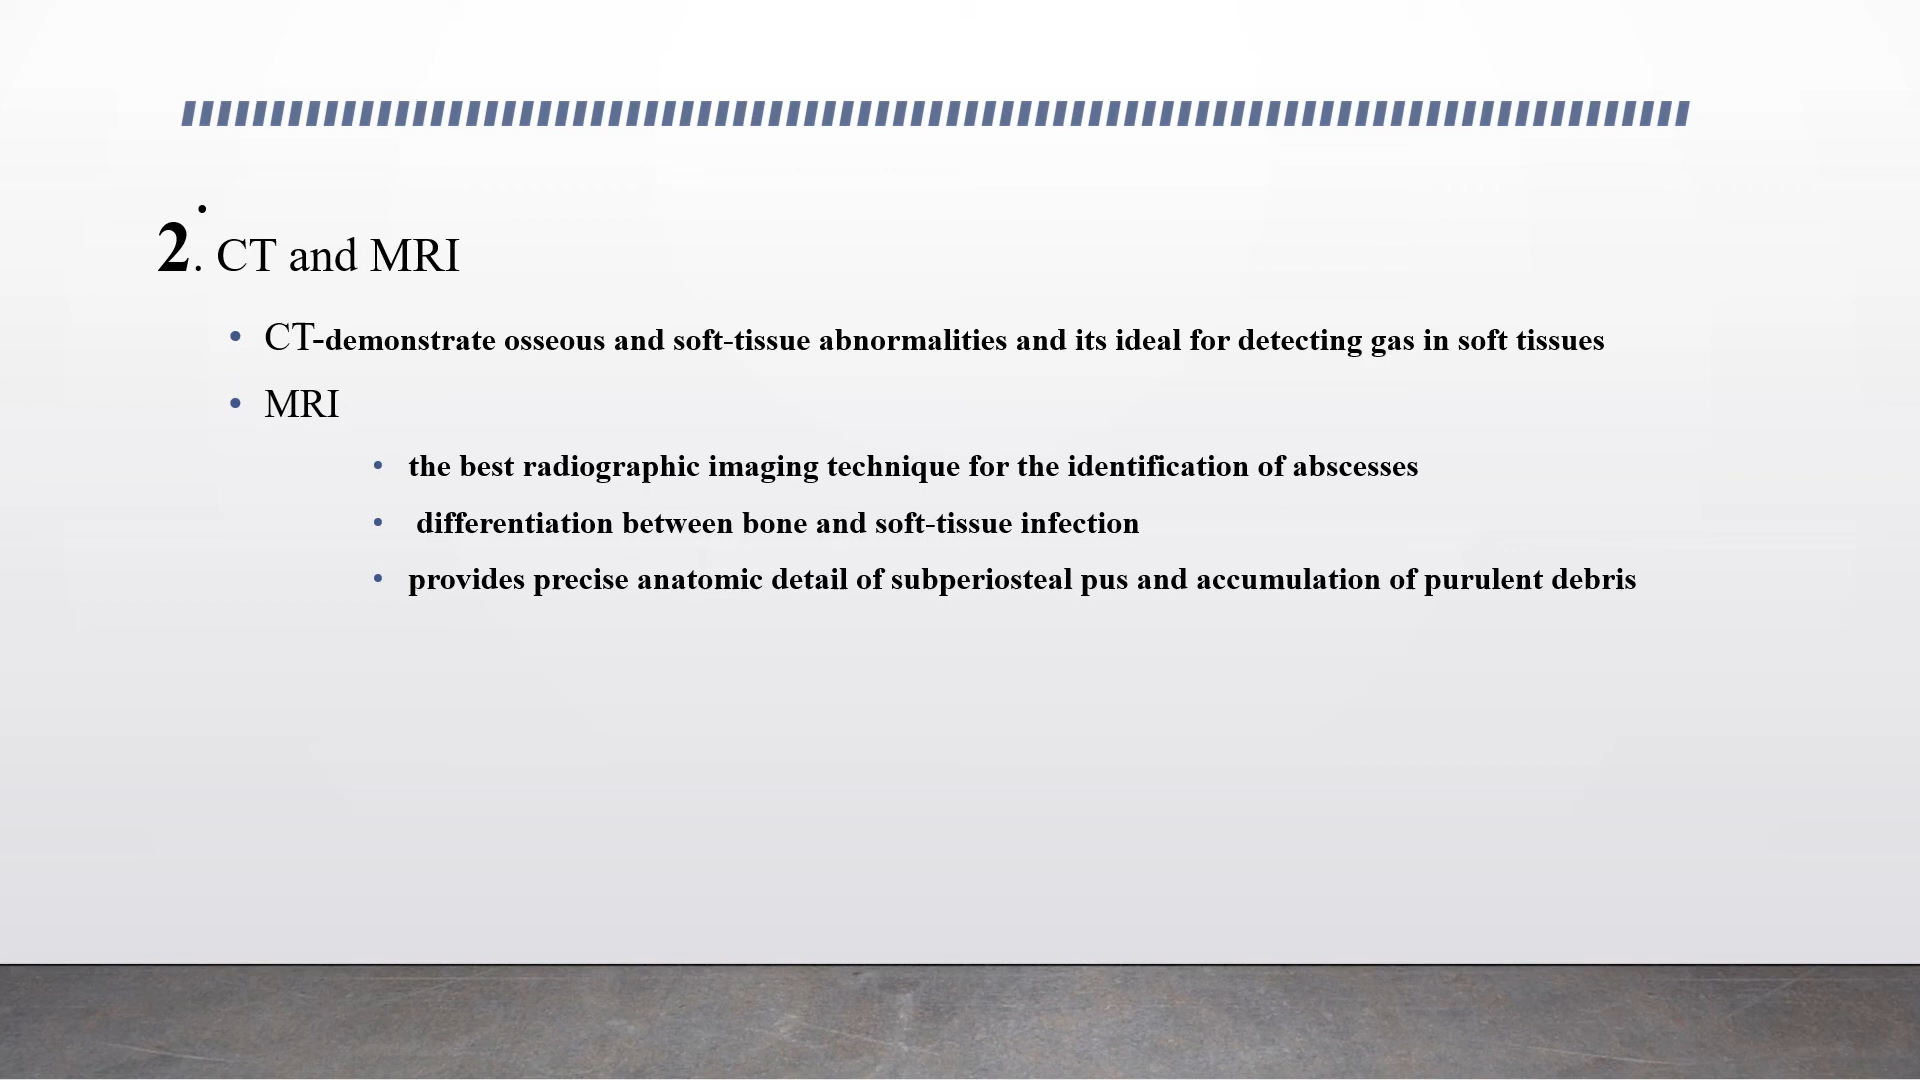 2. CT and MRI
• CT-demonstrate osseous and soft-tissue abnormalities and its ideal for detecting gas in soft tissues
• MRI
• the best radiographic imaging technique for the identification of abscesses
• differentiation between bone and soft-tissue infection
• provides precise anatomic detail of subperiosteal pus and accumulation of purulent debris